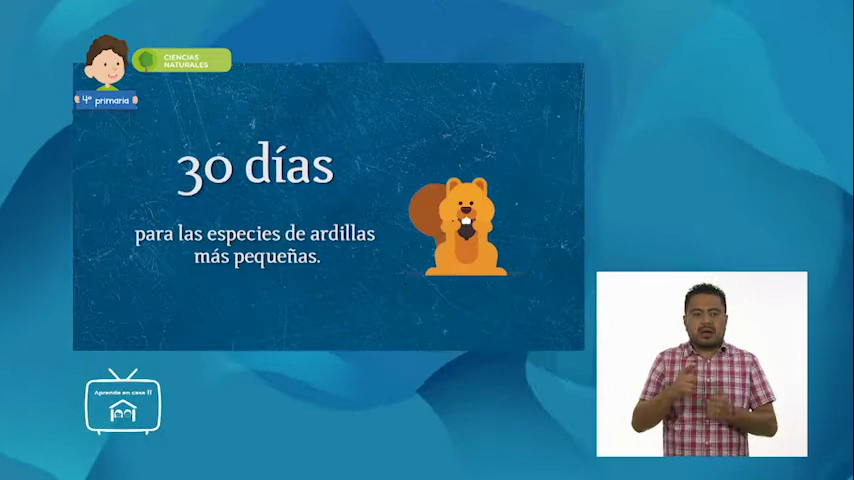 CIENCIAS
NATURALES
4° primaria
30 días
para las especies de ardillas
más pequeñas.
Aprende en casa II